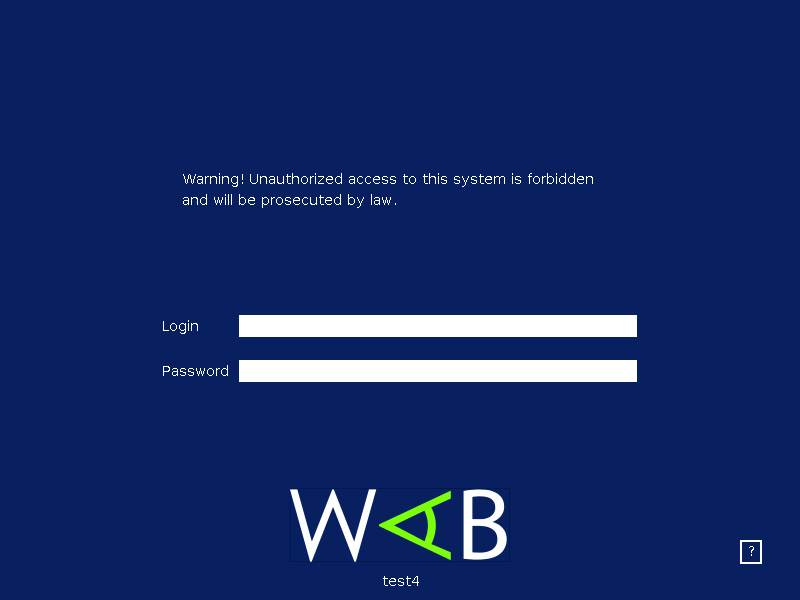 Warning! Unauthorized access to this system is forbidden
and will be prosecuted by law.
Login
Password
WAB
?
test4